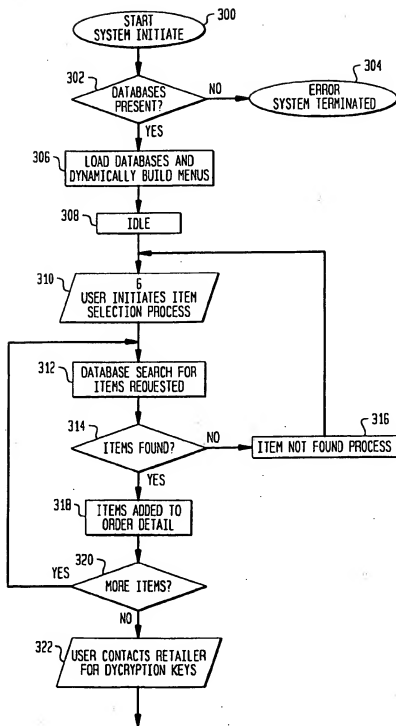 START
SYSTEM INITIATE
300
302
DATABASES
PRESENT?
NO
304
ERROR
SYSTEM TERMINATED
YES
306
LOAD DATABASES AND
DYNAMICALLY BUILD MENUS
308
IDLE
310
6
USER INITIATES ITEM
SELECTION PROCESS
312
DATABASE SEARCH FOR
ITEMS REQUESTED
314
ITEMS FOUND?
NO
316
ITEM NOT FOUND PROCESS
YES
318
ITEMS ADDED TO
ORDER DETAIL
320
YES
MORE ITEMS?
NO
322
USER CONTACTS RETAILER
FOR DYCRYPTION KEYS